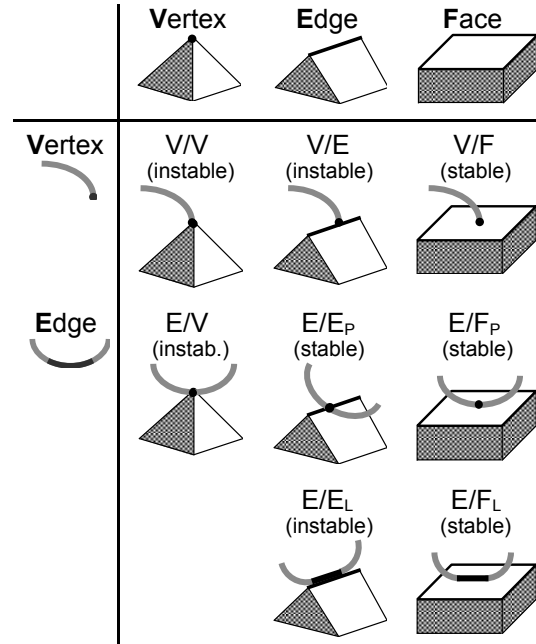 Vertex Edge Face
Vertex V/V V/E V/F
(instable) (instable) (stable)
Edge E/V E/EP E/FP
(instab.) (stable) (stable)
E/EL E/FL
(instable) (stable)